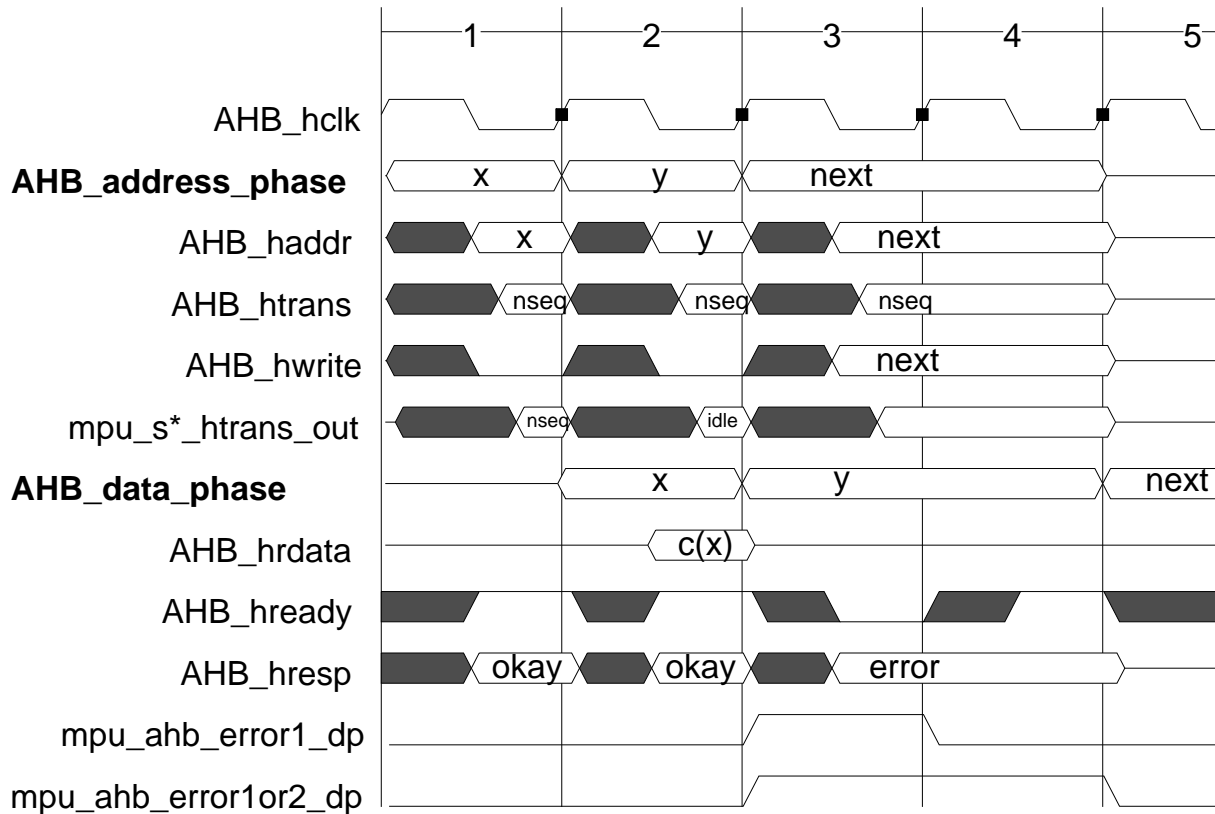 1 2 3 4 5
AHB_hclk
AHB_address_phase x y next
AHB_haddr x y next
AHB_htrans nseq nseq nseq
AHB_hwrite next
mpu_s*_htrans_out nseq idle
AHB_data_phase x y next
AHB_hrdata c(x)
AHB_hready
AHB_hresp okay okay error
mpu_ahb_error1_dp
mpu_ahb_error1or2_dp